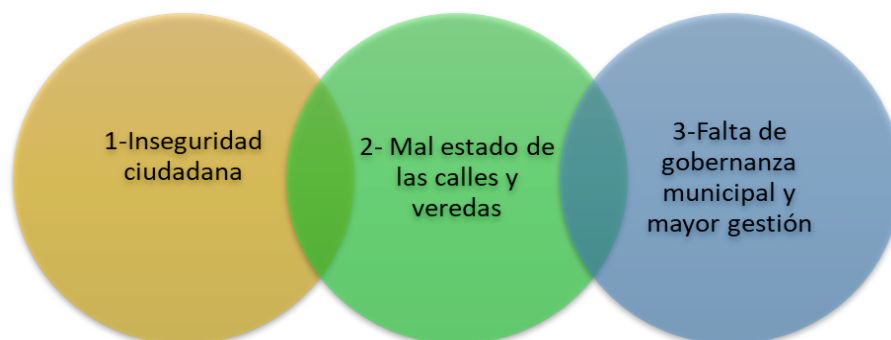 1-Inseguridad
ciudadana
2- Mal estado de
las calles y
veredas
3-Falta de
gobernanza
municipal y
mayor gestión